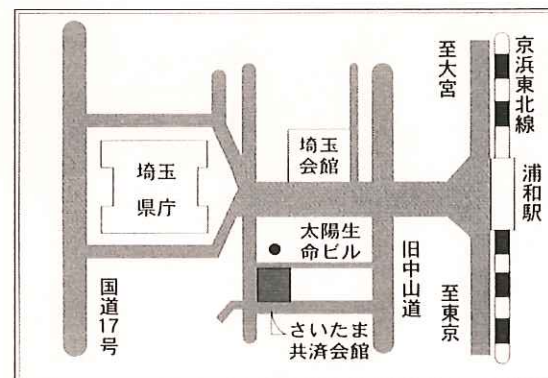 至大宮
京浜東北線
埼玉
会館
埼玉
県庁
浦和駅
太陽生
命ビル
旧中山道
国道17号
至東京
さいたま
共済会館